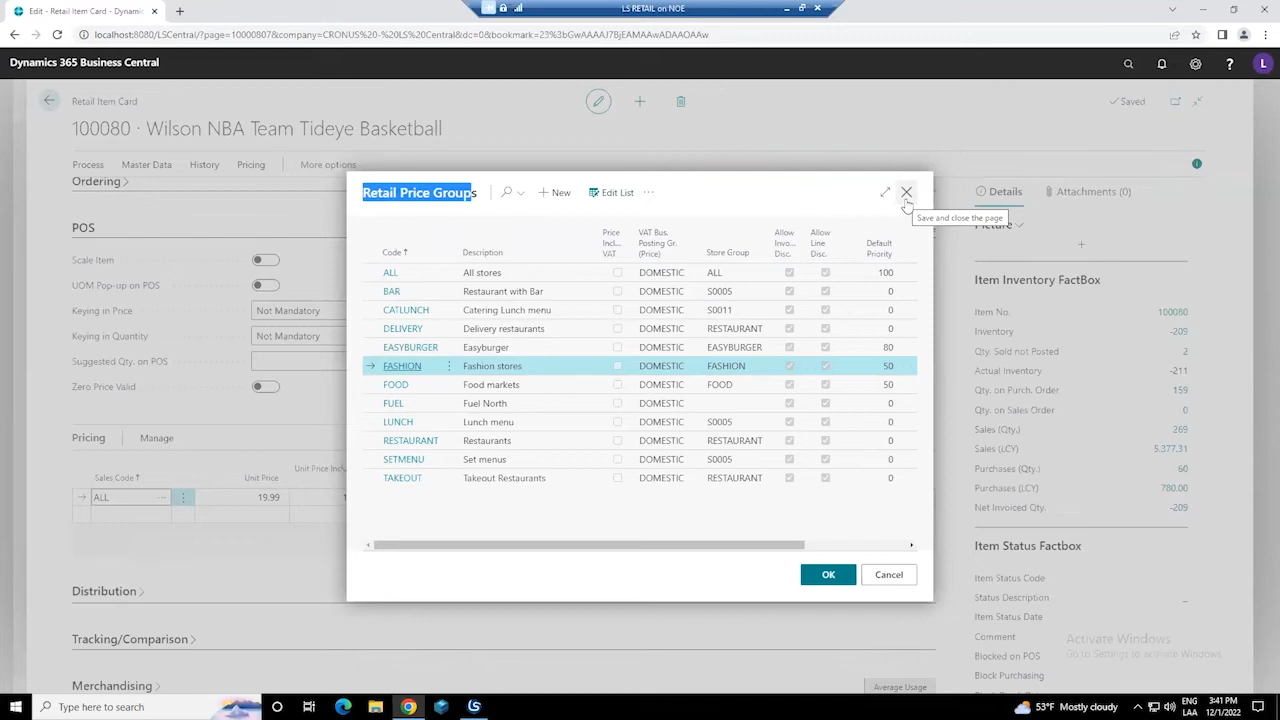 Edit - Retail Item Card - Dynamic
LS RETAIL on NOE
localhost:8080/LSCentral/?page=10000807&company=CRONUS%20-%20LS%20Central&dc=0&bookmark=23%3bGwAAAAJ7BjEAMAAwADAAOAAw
Dynamics 365 Business Central
? L
Retail Item Card
Saved
100080 · Wilson NBA Team Tideye Basketball
Process Master Data History Pricing More options
Ordering
POS
Scale Item
UOM Pop-up on POS
Keying in Price Not Mandatory
Keying in Quantity Not Mandatory
Suggested Qty. on POS
Zero Price Valid
Pricing Manage
Sales Code↑ Unit Price Unit Price Inclu
ALL 19.99 1
Distribution
Tracking/Comparison
Merchandising
Retail Price Groups
New Edit List
Save and close the page
Code↑ Description Price Incl... VAT VAT Bus. Posting Gr. (Price) Store Group Allow Invo... Disc. Allow Line Disc. Default Priority
ALL All stores DOMESTIC ALL 100
BAR Restaurant with Bar DOMESTIC S0005 0
CATLUNCH Catering Lunch menu DOMESTIC S0011 0
DELIVERY Delivery restaurants DOMESTIC RESTAURANT 0
EASYBURGER Easyburger DOMESTIC EASYBURGER 80
FASHION Fashion stores DOMESTIC FASHION 50
FOOD Food markets DOMESTIC FOOD 50
FUEL Fuel North DOMESTIC 0
LUNCH Lunch menu DOMESTIC S0005 0
RESTAURANT Restaurants DOMESTIC RESTAURANT 0
SETMENU Set menus DOMESTIC S0005 0
TAKEOUT Takeout Restaurants DOMESTIC RESTAURANT 0
OK Cancel
Details Attachments (0)
Picture
Item Inventory FactBox
Item No. 100080
Inventory -209
Qty. Sold not Posted 2
Actual Inventory -211
Qty. on Purch. Order 159
Qty. on Sales Order 0
Sales (Qty.) 269
Sales (LCY) 5,377.31
Purchases (Qty.) 60
Purchases (LCY) 780.00
Net Invoiced Qty. -209
Item Status Factbox
Item Status Code
Status Description _
Item Status Date
Comment
Blocked on POS
Block Purchasing
Activate Windows
Go to Settings to activate Windows.
Average Usage
Type here to search
53°F Mostly cloudy
ENG
LAA
3:41 PM
12/1/2022